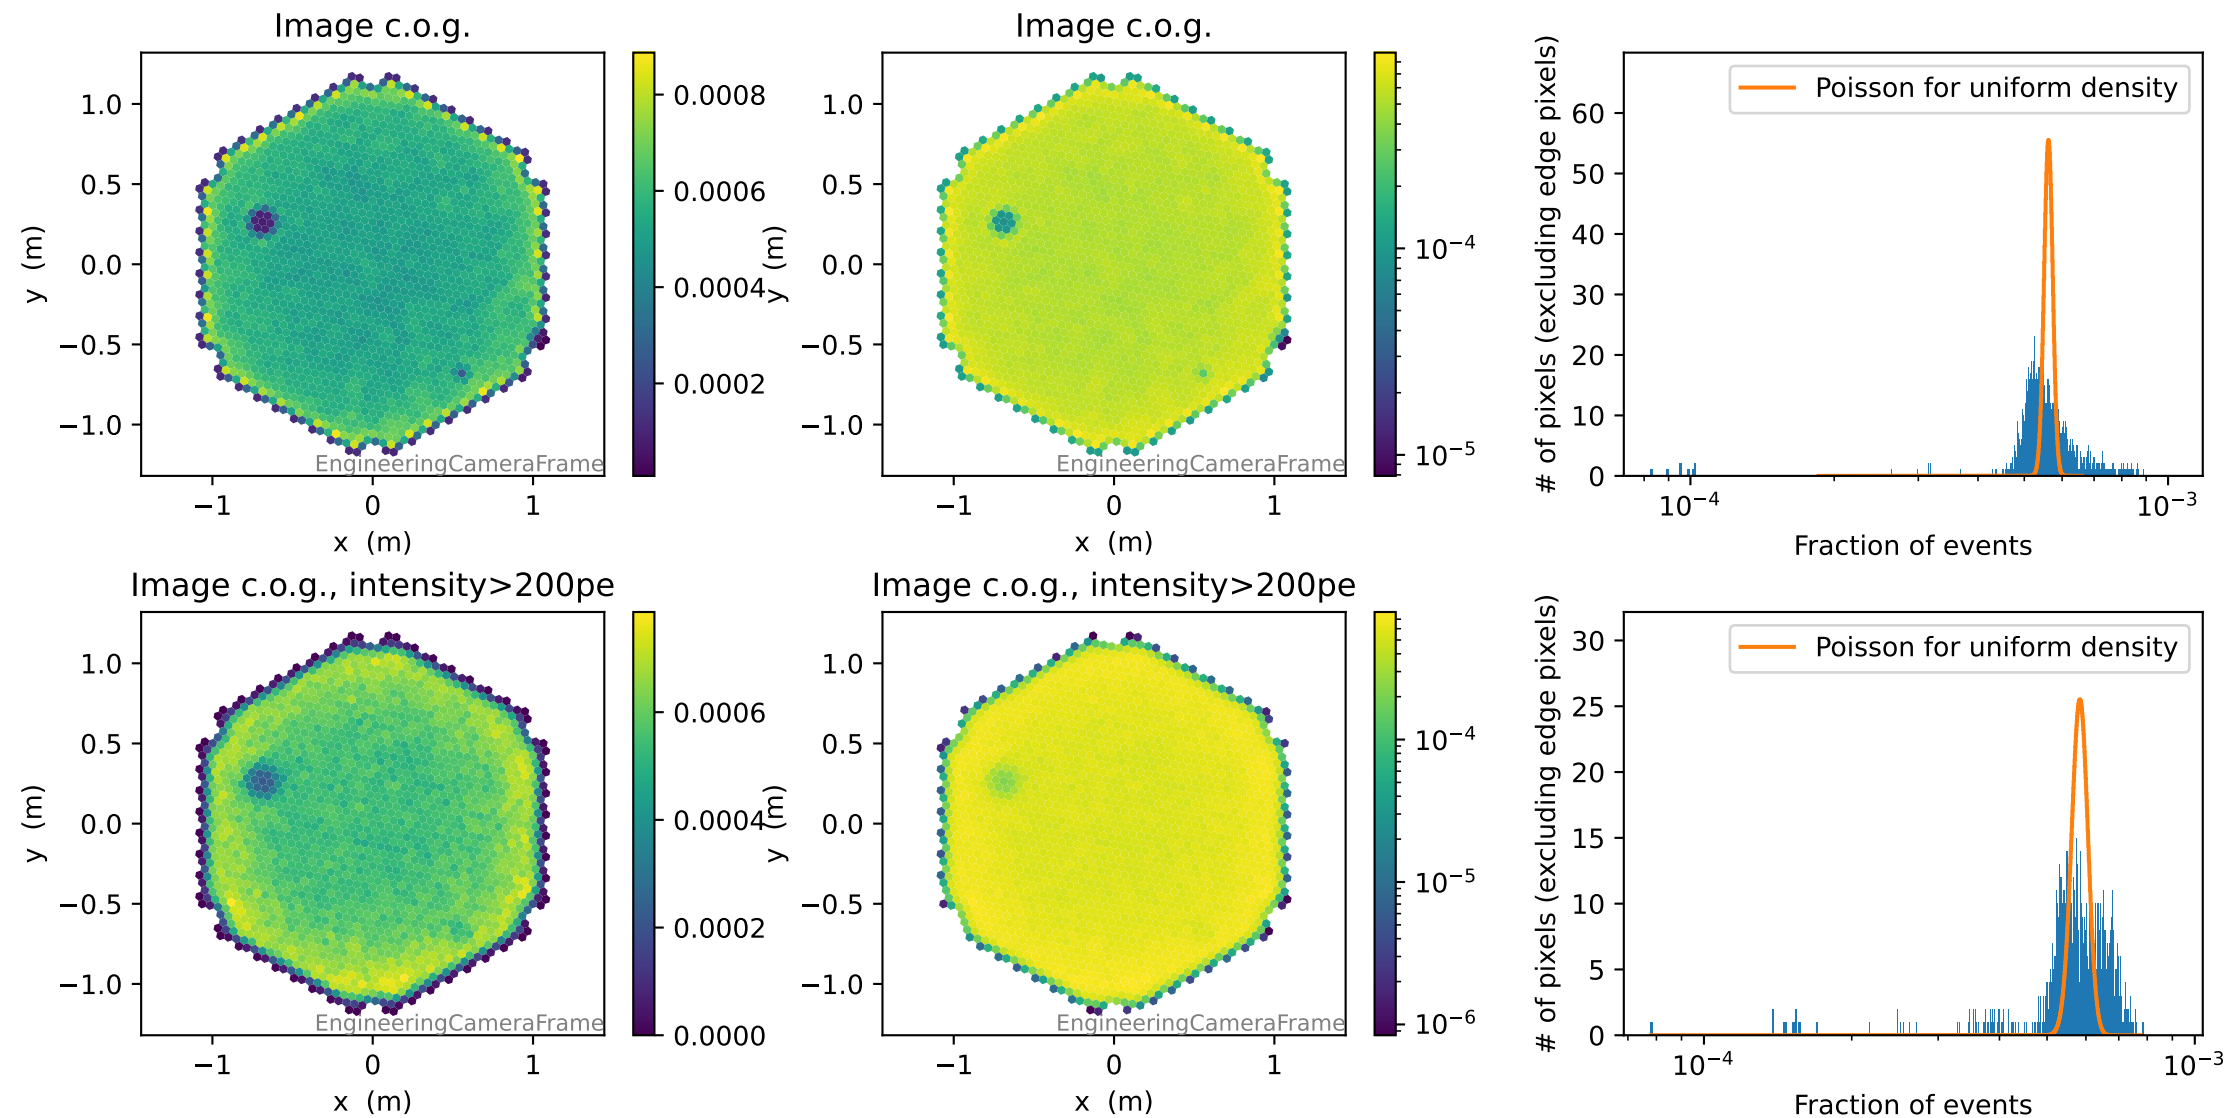 Image c.o.g.
1.0
0.5
0.0
−0.5
−1.0
y (m)
−1
0
1
x (m)
EngineeringCameraFrame
0.0008
0.0006
0.0004
0.0002
Image c.o.g.
1.0
0.5
0.0
−0.5
−1.0
y (m)
−1
0
1
x (m)
EngineeringCameraFrame
10⁻⁴
10⁻⁵
# of pixels (excluding edge pixels)
60
50
40
30
20
10
0
Poisson for uniform density
10⁻⁴
10⁻³
Fraction of events
Image c.o.g., intensity>200pe
1.0
0.5
0.0
−0.5
−1.0
y (m)
−1
0
1
x (m)
EngineeringCameraFrame
0.0006
0.0004
0.0002
0.0000
Image c.o.g., intensity>200pe
1.0
0.5
0.0
−0.5
−1.0
y (m)
−1
0
1
x (m)
EngineeringCameraFrame
10⁻⁴
10⁻⁵
10⁻⁶
# of pixels (excluding edge pixels)
30
25
20
15
10
5
0
Poisson for uniform density
10⁻⁴
10⁻³
Fraction of events